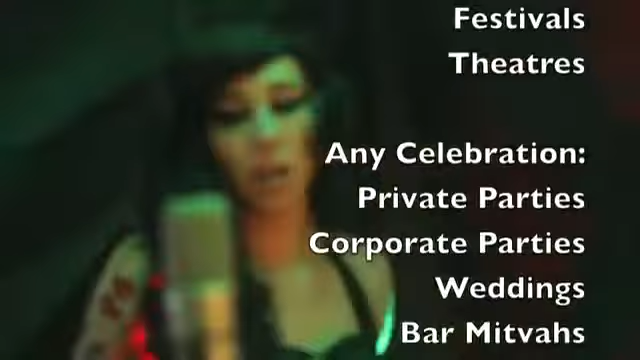 Festivals
Theatres
Any Celebration:
Private Parties
Corporate Parties
Weddings
Bar Mitvahs